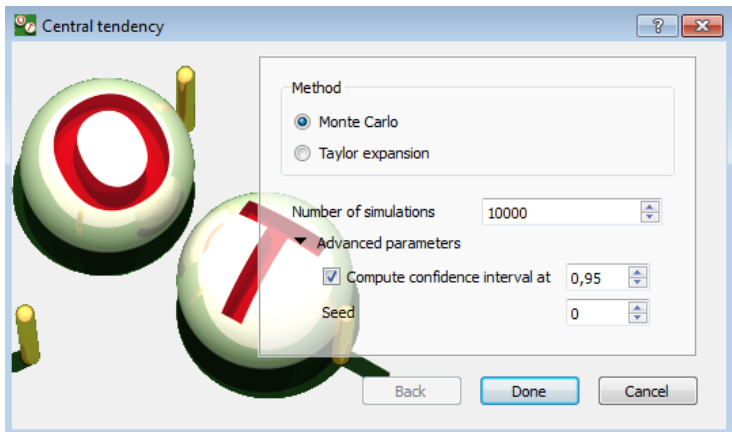 Central tendency
Method
Monte Carlo
Taylor expansion
Number of simulations 10000
Advanced parameters
Compute confidence interval at 0,95
Seed 0
Back Done Cancel